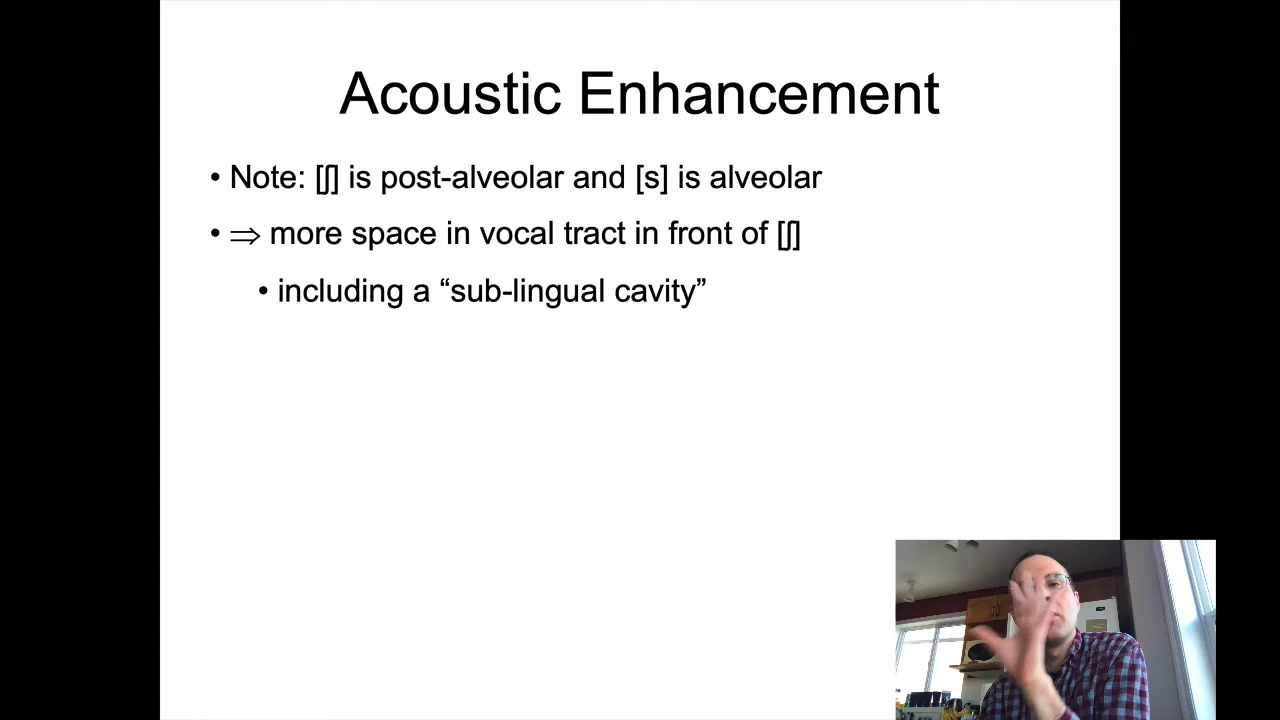 Acoustic Enhancement
• Note: [ʃ] is post-alveolar and [s] is alveolar
• ⇒ more space in vocal tract in front of [ʃ]
• including a “sub-lingual cavity”